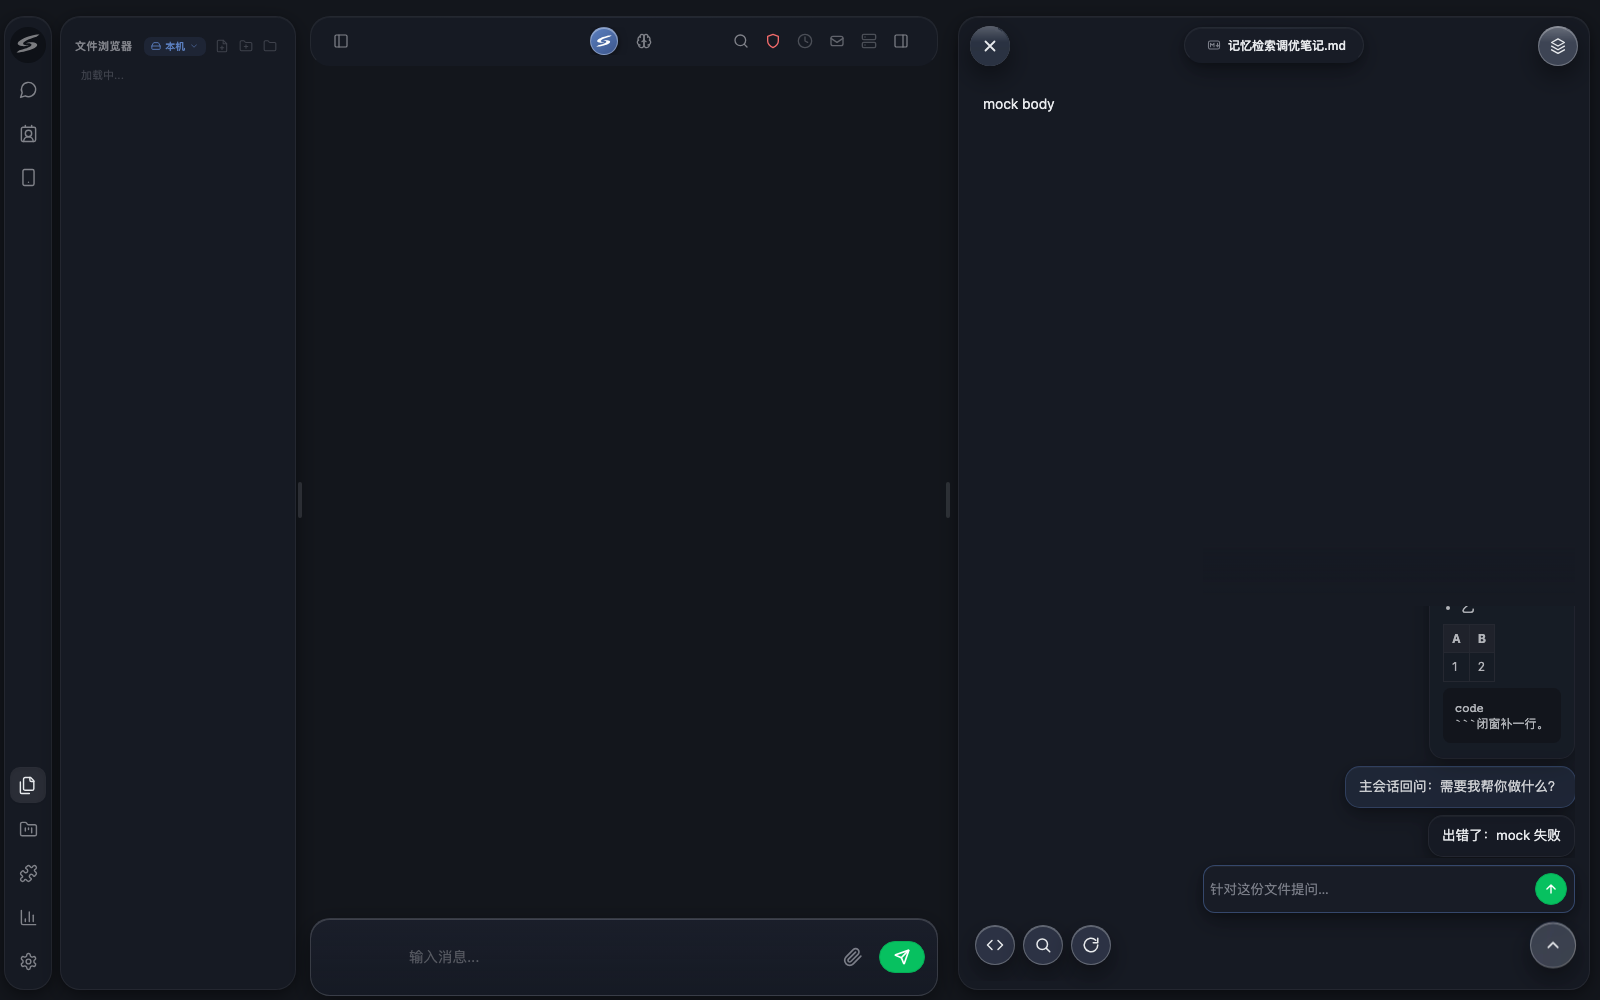 文件浏览器
本机
加载中...
记忆检索调优笔记.md
mock body
A B
1 2
code
```闭窗补一行。
主会话回问：需要我帮你做什么？
出错了：mock 失败
针对这份文件提问...
输入消息...